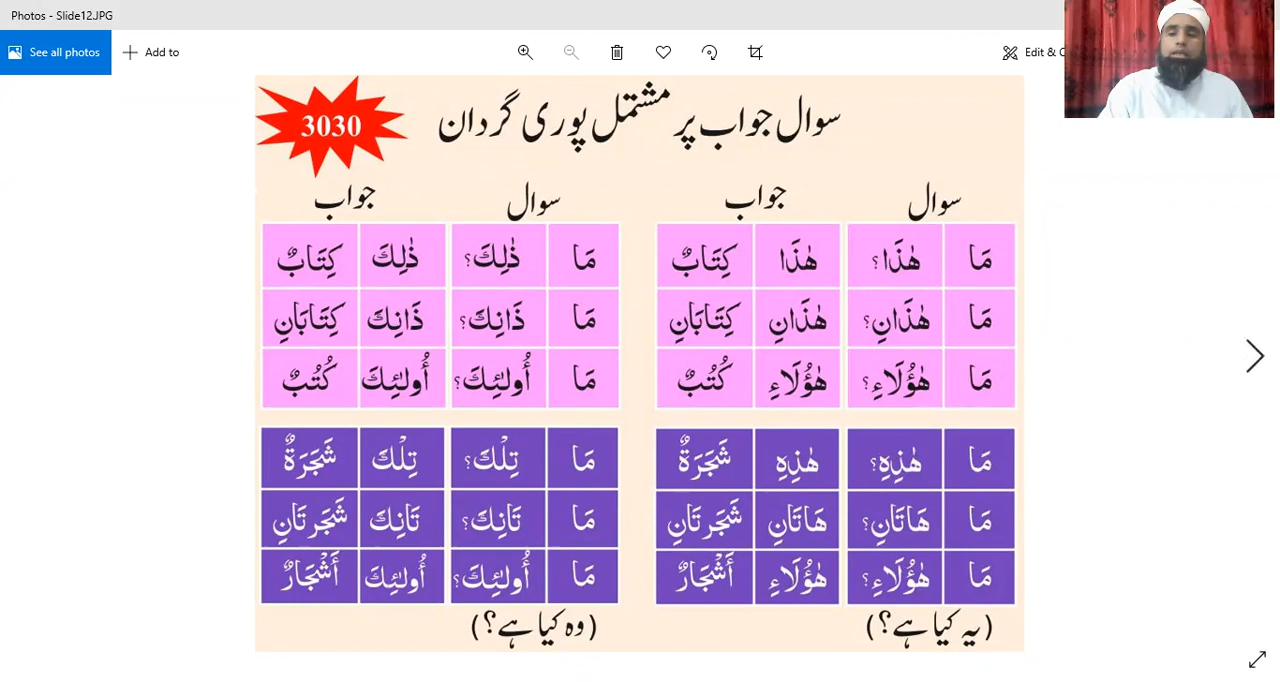 Photos - Slide12.JPG
See all photos
Add to
Edit & C
3030
سوال جواب پر مشتمل پوری گردان
سوال جواب سوال جواب
مَا هٰذَا؟ هٰذَا كِتَابٌ مَا ذٰلِكَ؟ ذٰلِكَ كِتَابٌ
مَا هٰذَانِ؟ هٰذَانِ كِتَابَانِ مَا ذَانِكَ؟ ذَانِكَ كِتَابَانِ
مَا هٰؤُلَاءِ؟ هٰؤُلَاءِ كُتُبٌ مَا أُولٰئِكَ؟ أُولٰئِكَ كُتُبٌ
مَا هٰذِهِ؟ هٰذِهِ شَجَرَةٌ مَا تِلْكَ؟ تِلْكَ شَجَرَةٌ
مَا هَاتَانِ؟ هَاتَانِ شَجَرتَانِ مَا تَانِكَ؟ تَانِكَ شَجَرتَانِ
مَا هٰؤُلَاءِ؟ هٰؤُلَاءِ أَشْجَارٌ مَا أُولٰئِكَ؟ أُولٰئِكَ أَشْجَارٌ
(یہ کیا ہے؟) (وہ کیا ہے؟)